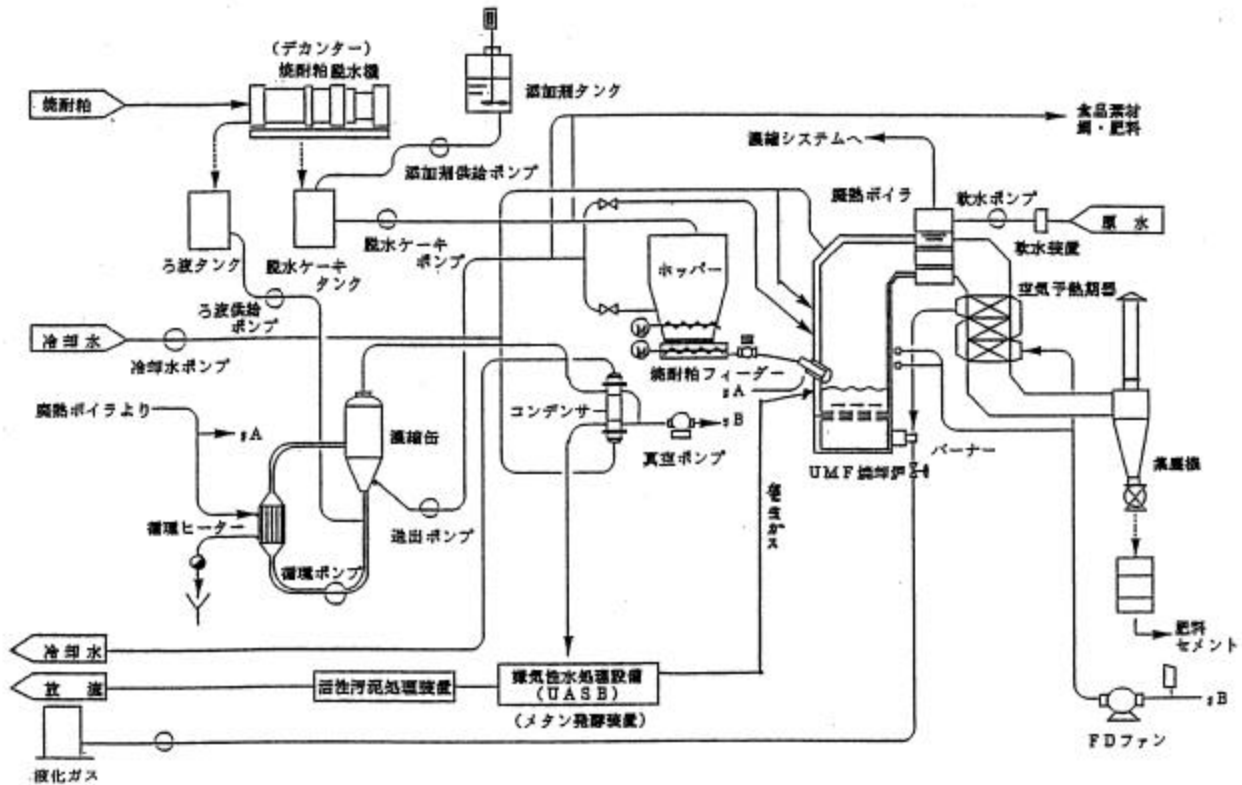 (デカンター)
焼酎粕脱水機
焼酎粕
添加剤タンク
食品素材
飼・肥料
濃縮システムへ
添加剤供給ポンプ
廃熱ボイラ
軟水ポンプ
原水
軟水装置
ろ液タンク
脱水ケーキ
タンク
脱水ケーキ
ポンプ
ホッパー
空気予熱期器
ろ液供給
ポンプ
冷却水
冷却水ポンプ
M
M
焼酎粕フィーダー
sA
廃熱ボイラより
sA
濃縮缶
コンデンサー
sB
真空ポンプ
バーナー
UMF焼却炉
集塵機
循環ヒーター
送出ポンプ
発生ガス
循環ポンプ
冷却水
肥料
セメント
放流
活性汚泥処理装置
嫌気性水処理設備
(UASB)
(メタン発酵装置)
sB
FDファン
液化ガス